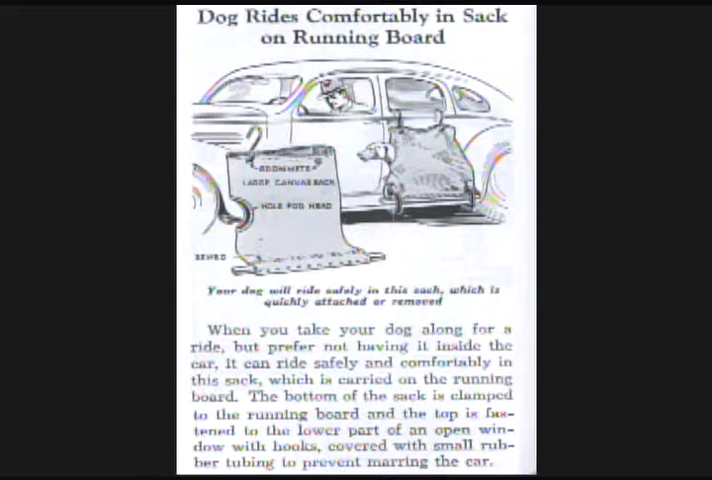 Dog Rides Comfortably in Sack
on Running Board
GROMMETS
LARGE CANVAS SACK
HOLE FOR HEAD
SEWED
Your dog will ride safely in this sack, which is
quickly attached or removed
When you take your dog along for a
ride, but prefer not having it inside the
car, it can ride safely and comfortably in
this sack, which is carried on the running
board. The bottom of the sack is clamped
to the running board and the top is fas-
tened to the lower part of an open win-
dow with hooks, covered with small rub-
ber tubing to prevent marring the car.